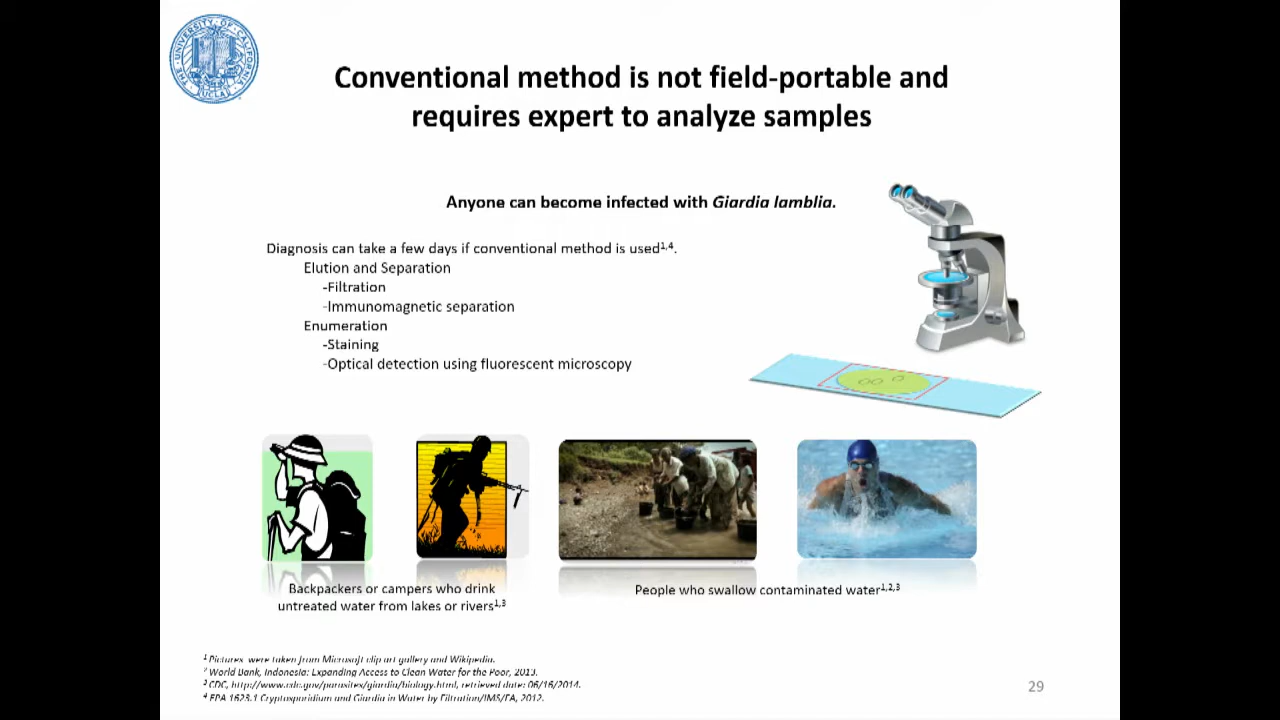 THE UNIVERSITY OF CALIFORNIA
UCLA
Conventional method is not field-portable and
requires expert to analyze samples
Anyone can become infected with Giardia lamblia.
Diagnosis can take a few days if conventional method is used1,4.
Elution and Separation
-Filtration
-Immunomagnetic separation
Enumeration
-Staining
-Optical detection using fluorescent microscopy
Backpackers or campers who drink
untreated water from lakes or rivers1,3
People who swallow contaminated water1,2,3
1 Pictures were taken from Microsoft clip art gallery and Wikipedia.
2 World Bank, Indonesia: Expanding Access to Clean Water for the Poor, 2013.
3 CDC, http://www.cdc.gov/parasites/giardia/biology.html, retrieved date: 06/16/2014.
4 EPA 1623.1 Cryptosporidium and Giardia in Water by Filtration/IMS/FA, 2012.
29